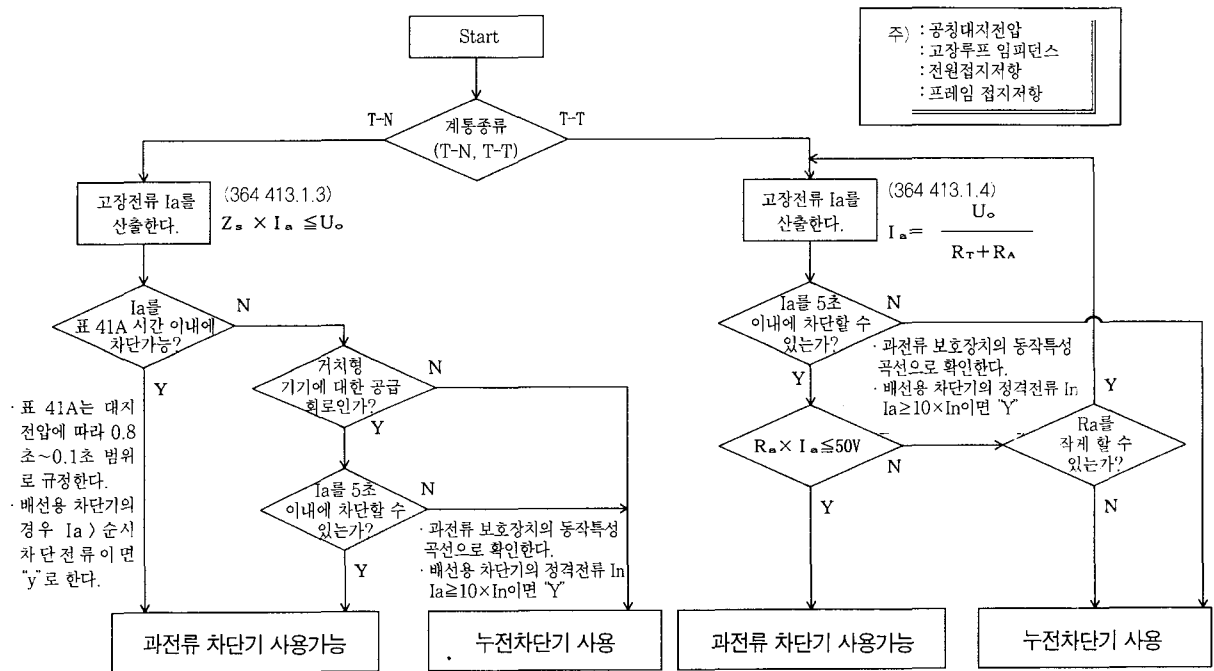 Start
주) : 공칭대지전압
: 고장루프 임피던스
: 전원접지저항
: 프레임 접지저항
T-N
계통종류
(T-N, T-T)
T-T
고장전류 Ia를
산출한다.
(364 413.1.3)
Zs × Ia ≦Uo
Ia를
표 41A 시간 이내에
차단가능?
N
Y
· 표 41A는 대지
전압에 따라 0.8
초~0.1초 범위
로 규정한다.
· 배선용 차단기의
경우 Ia 〉순시
차단전류이면
"y"로 한다.
거치형
기기에 대한 공급
회로인가?
N
Y
Ia를 5초
이내에 차단할 수
있는가?
N
Y
· 과전류 보호장치의 동작특성
곡선으로 확인한다.
· 배선용 차단기의 정격전류 In
Ia≧10×In이면 "Y"
과전류 차단기 사용가능
누전차단기 사용
고장전류 Ia를
산출한다.
(364 413.1.4)
Uo
Ia=
RT+RA
Ia를 5초
이내에 차단할 수
있는가?
N
Y
· 과전류 보호장치의 동작특성
곡선으로 확인한다.
· 배선용 차단기의 정격전류 In
Ia≧10×In이면 "Y"
Ra× Ia≦50V
N
Y
Ra를
작게 할 수
있는가?
Y
N
과전류 차단기 사용가능
누전차단기 사용